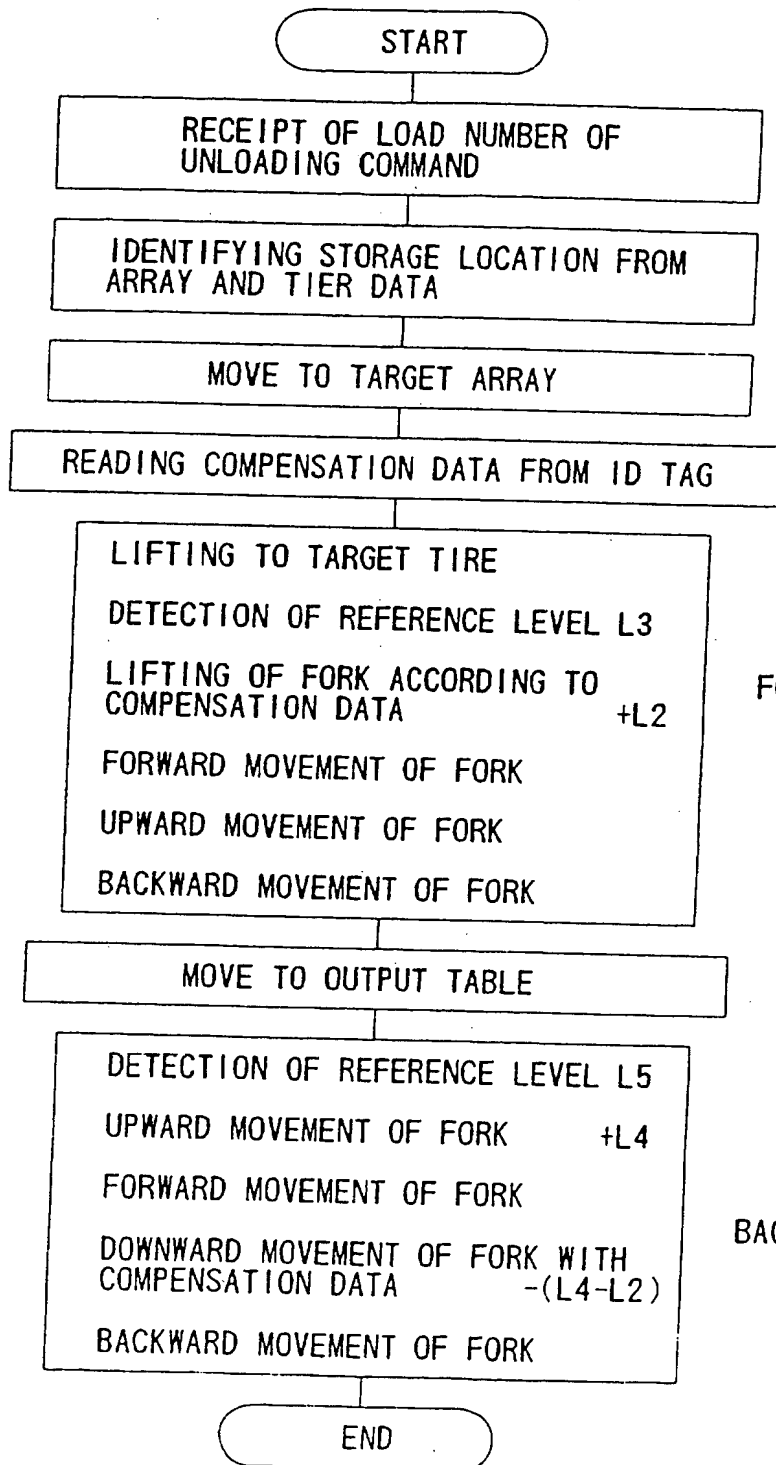 START
RECEIPT OF LOAD NUMBER OF
UNLOADING COMMAND
IDENTIFYING STORAGE LOCATION FROM
ARRAY AND TIER DATA
MOVE TO TARGET ARRAY
READING COMPENSATION DATA FROM ID TAG
LIFTING TO TARGET TIRE
DETECTION OF REFERENCE LEVEL L3
LIFTING OF FORK ACCORDING TO
COMPENSATION DATA +L2
FORWARD MOVEMENT OF FORK
UPWARD MOVEMENT OF FORK
BACKWARD MOVEMENT OF FORK
MOVE TO OUTPUT TABLE
DETECTION OF REFERENCE LEVEL L5
UPWARD MOVEMENT OF FORK +L4
FORWARD MOVEMENT OF FORK
DOWNWARD MOVEMENT OF FORK WITH
COMPENSATION DATA -(L4-L2)
BACKWARD MOVEMENT OF FORK
END